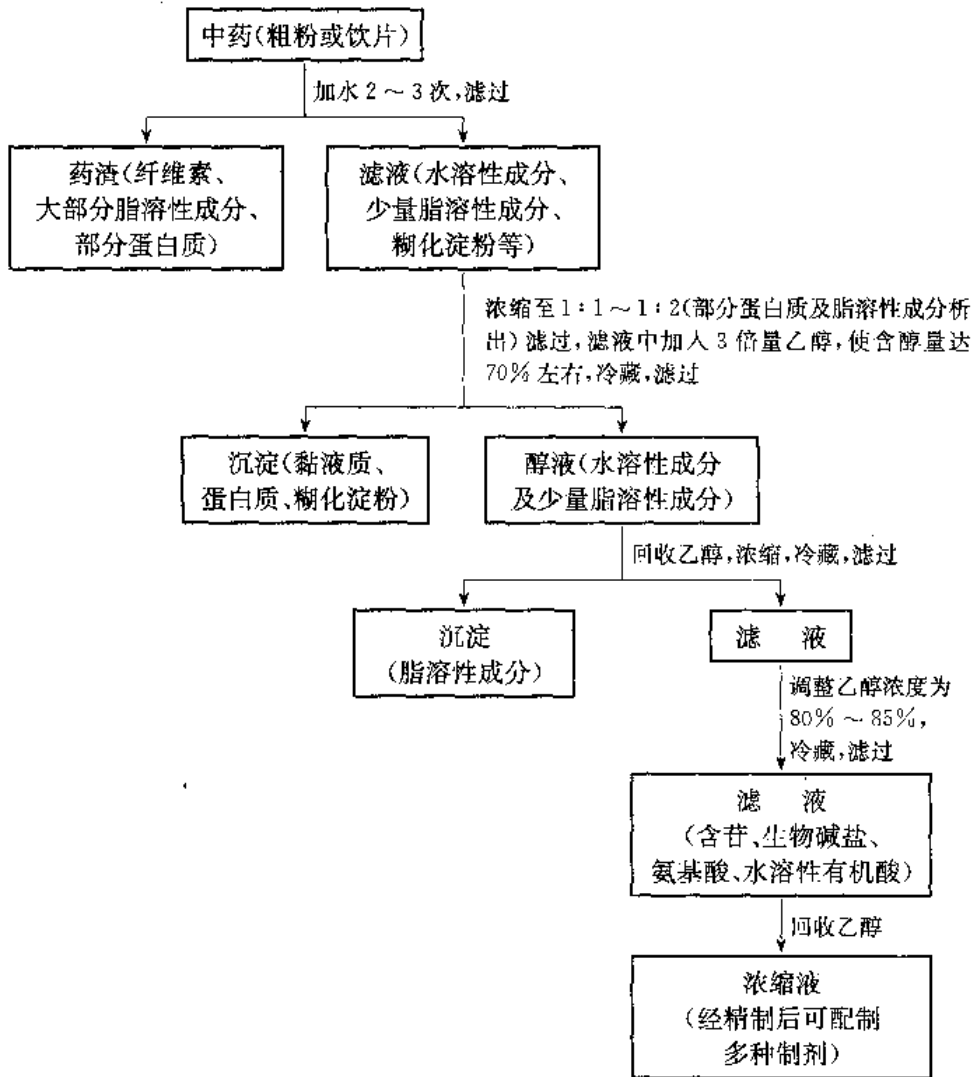 中药(粗粉或饮片)
加水2～3次,滤过
药渣(纤维素、
大部分脂溶性成分、
部分蛋白质)
滤液(水溶性成分、
少量脂溶性成分、
糊化淀粉等)
浓缩至1:1～1:2(部分蛋白质及脂溶性成分析
出)滤过,滤液中加入3倍量乙醇,使含醇量达
70%左右,冷藏,滤过
沉淀(黏液质、
蛋白质、糊化淀粉)
醇液(水溶性成分
及少量脂溶性成分)
回收乙醇,浓缩,冷藏,滤过
沉淀
(脂溶性成分)
滤 液
调整乙醇浓度为
80%～85%,
冷藏,滤过
滤 液
(含苷、生物碱盐、
氨基酸、水溶性有机酸)
回收乙醇
浓缩液
(经精制后可配制
多种制剂)